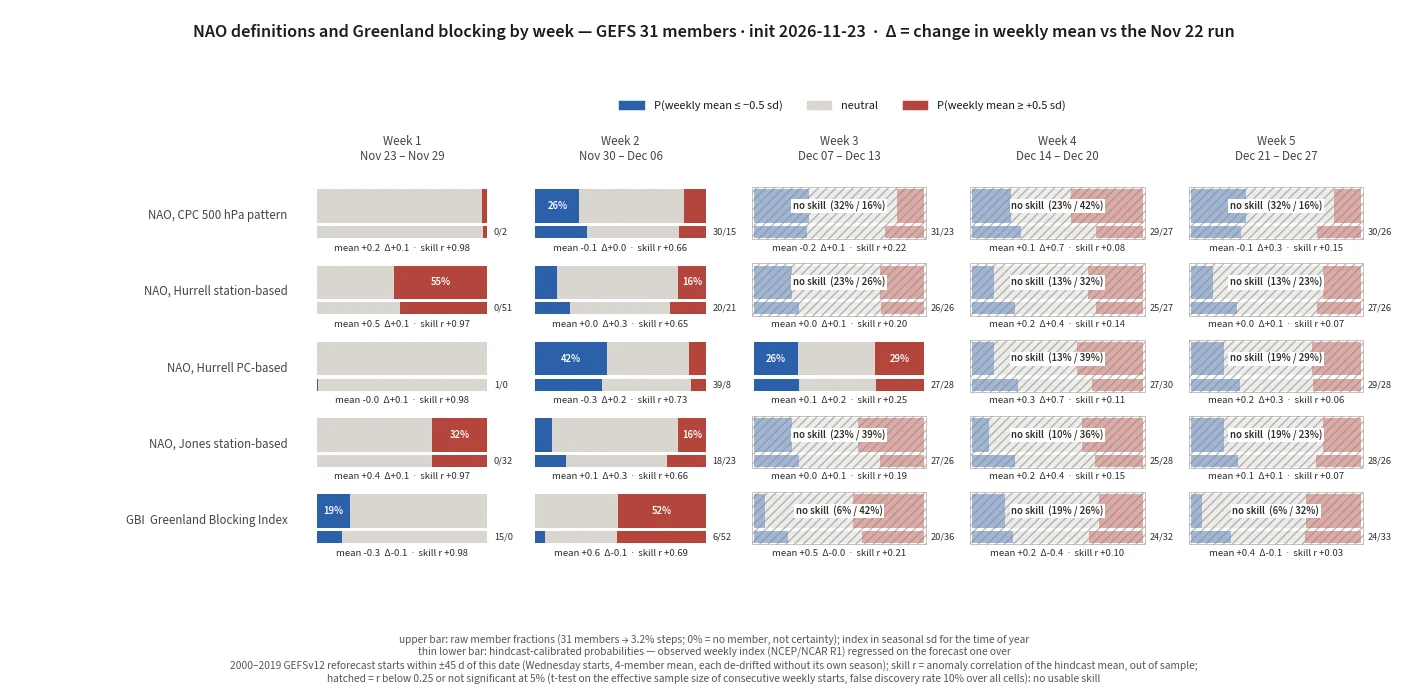 NAO definitions and Greenland blocking by week — GEFS 31 members · init 2026-11-23 · Δ = change in weekly mean vs the Nov 22 run
P(weekly mean ≤ −0.5 sd) neutral P(weekly mean ≥ +0.5 sd)
Week 1 Week 2 Week 3 Week 4 Week 5
Nov 23 – Nov 29 Nov 30 – Dec 06 Dec 07 – Dec 13 Dec 14 – Dec 20 Dec 21 – Dec 27
NAO, CPC 500 hPa pattern 26% no skill (32% / 16%) no skill (23% / 42%) no skill (32% / 16%)
0/2 30/15 31/23 29/27 30/26
mean +0.2 Δ+0.1 · skill r +0.98 mean -0.1 Δ+0.0 · skill r +0.66 mean -0.2 Δ+0.1 · skill r +0.22 mean +0.1 Δ+0.7 · skill r +0.08 mean -0.1 Δ+0.3 · skill r +0.15
NAO, Hurrell station-based 55% 16% no skill (23% / 26%) no skill (13% / 32%) no skill (13% / 23%)
0/51 20/21 26/26 25/27 27/26
mean +0.5 Δ+0.1 · skill r +0.97 mean +0.0 Δ+0.3 · skill r +0.65 mean +0.0 Δ+0.1 · skill r +0.20 mean +0.2 Δ+0.4 · skill r +0.14 mean +0.0 Δ+0.1 · skill r +0.07
NAO, Hurrell PC-based 42% 26% 29% no skill (13% / 39%) no skill (19% / 29%)
1/0 39/8 27/28 27/30 29/28
mean -0.0 Δ+0.1 · skill r +0.98 mean -0.3 Δ+0.2 · skill r +0.73 mean +0.1 Δ+0.2 · skill r +0.25 mean +0.3 Δ+0.7 · skill r +0.11 mean +0.2 Δ+0.3 · skill r +0.06
NAO, Jones station-based 32% 16% no skill (23% / 39%) no skill (10% / 36%) no skill (19% / 23%)
0/32 18/23 27/26 25/28 28/26
mean +0.4 Δ+0.1 · skill r +0.97 mean +0.1 Δ+0.3 · skill r +0.66 mean +0.0 Δ+0.1 · skill r +0.19 mean +0.2 Δ+0.4 · skill r +0.15 mean +0.1 Δ+0.1 · skill r +0.07
GBI Greenland Blocking Index 19% 52% no skill (6% / 42%) no skill (19% / 26%) no skill (6% / 32%)
15/0 6/52 20/36 24/32 24/33
mean -0.3 Δ-0.1 · skill r +0.98 mean +0.6 Δ-0.1 · skill r +0.69 mean +0.5 Δ-0.0 · skill r +0.21 mean +0.2 Δ-0.4 · skill r +0.10 mean +0.4 Δ-0.1 · skill r +0.03
upper bar: raw member fractions (31 members → 3.2% steps; 0% = no member, not certainty); index in seasonal sd for the time of year
thin lower bar: hindcast-calibrated probabilities — observed weekly index (NCEP/NCAR R1) regressed on the forecast one over
2000–2019 GEFSv12 reforecast starts within ±45 d of this date (Wednesday starts, 4-member mean, each de-drifted without its own season); skill r = anomaly correlation of the hindcast mean, out of sample;
hatched = r below 0.25 or not significant at 5% (t-test on the effective sample size of consecutive weekly starts, false discovery rate 10% over all cells): no usable skill